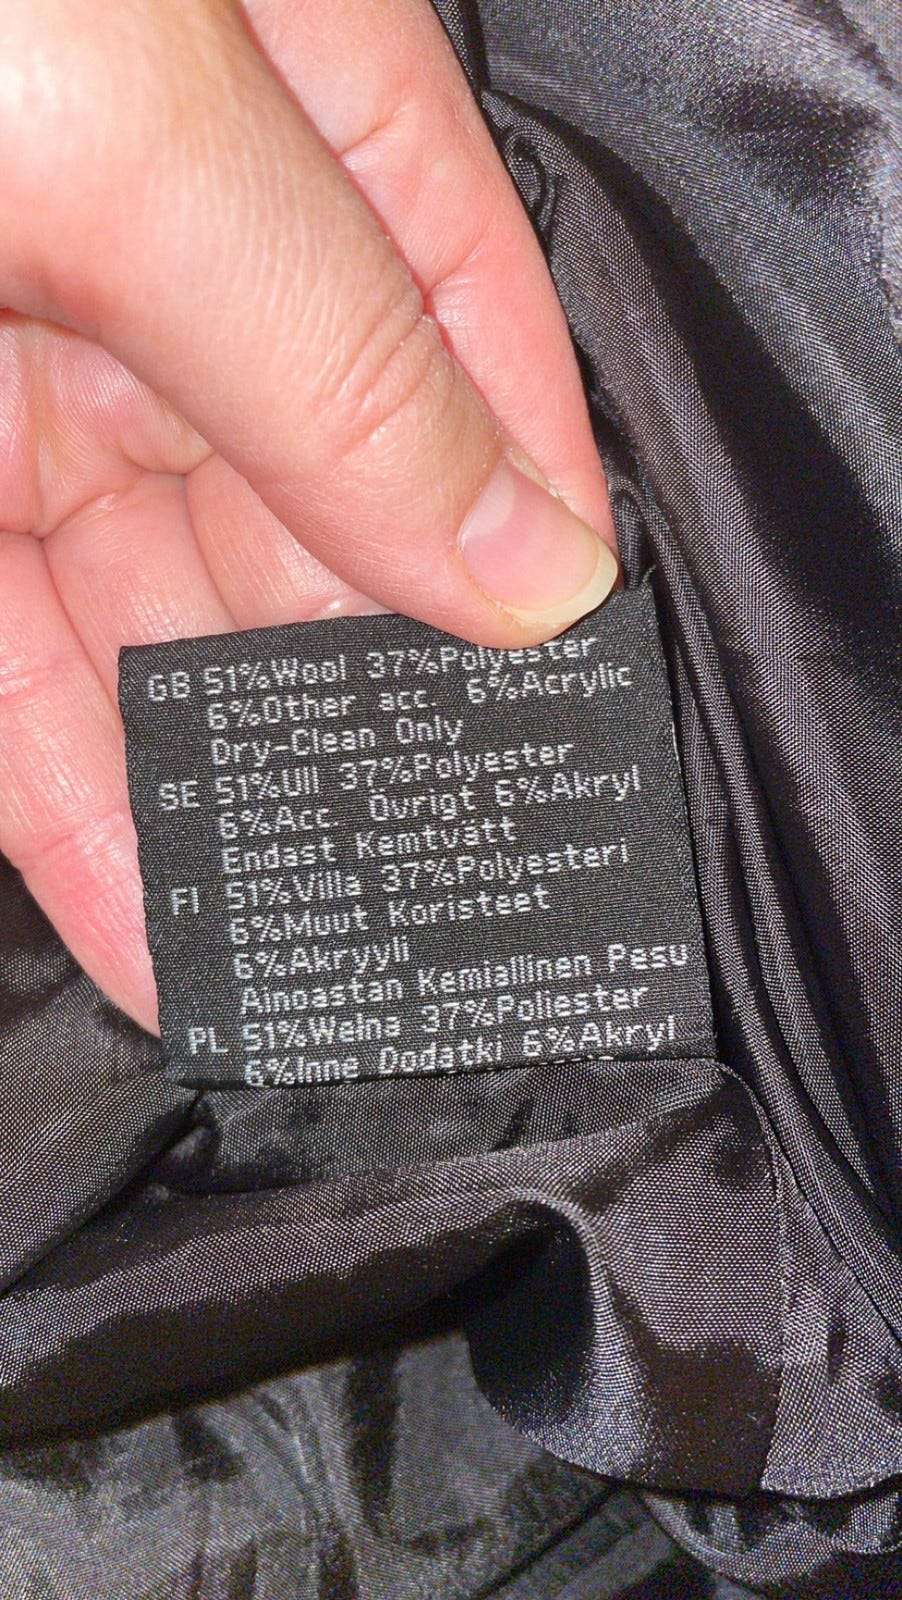 GB 51%Wool 37%Polyester
6%Other acc. 6%Acrylic
Dry-Clean Only
SE 51%Ull 37%Polyester
6%Acc Övrigt 6%Akryl
Endast Kemtvätt
FI 51%Villa 37%Polyesteri
6%Muut Koristeet
6%Akryyli
Ainoastan Kemiallinen Pesu
PL 51%Welna 37%Poliester
6%Inne Dodatki 6%Akryl